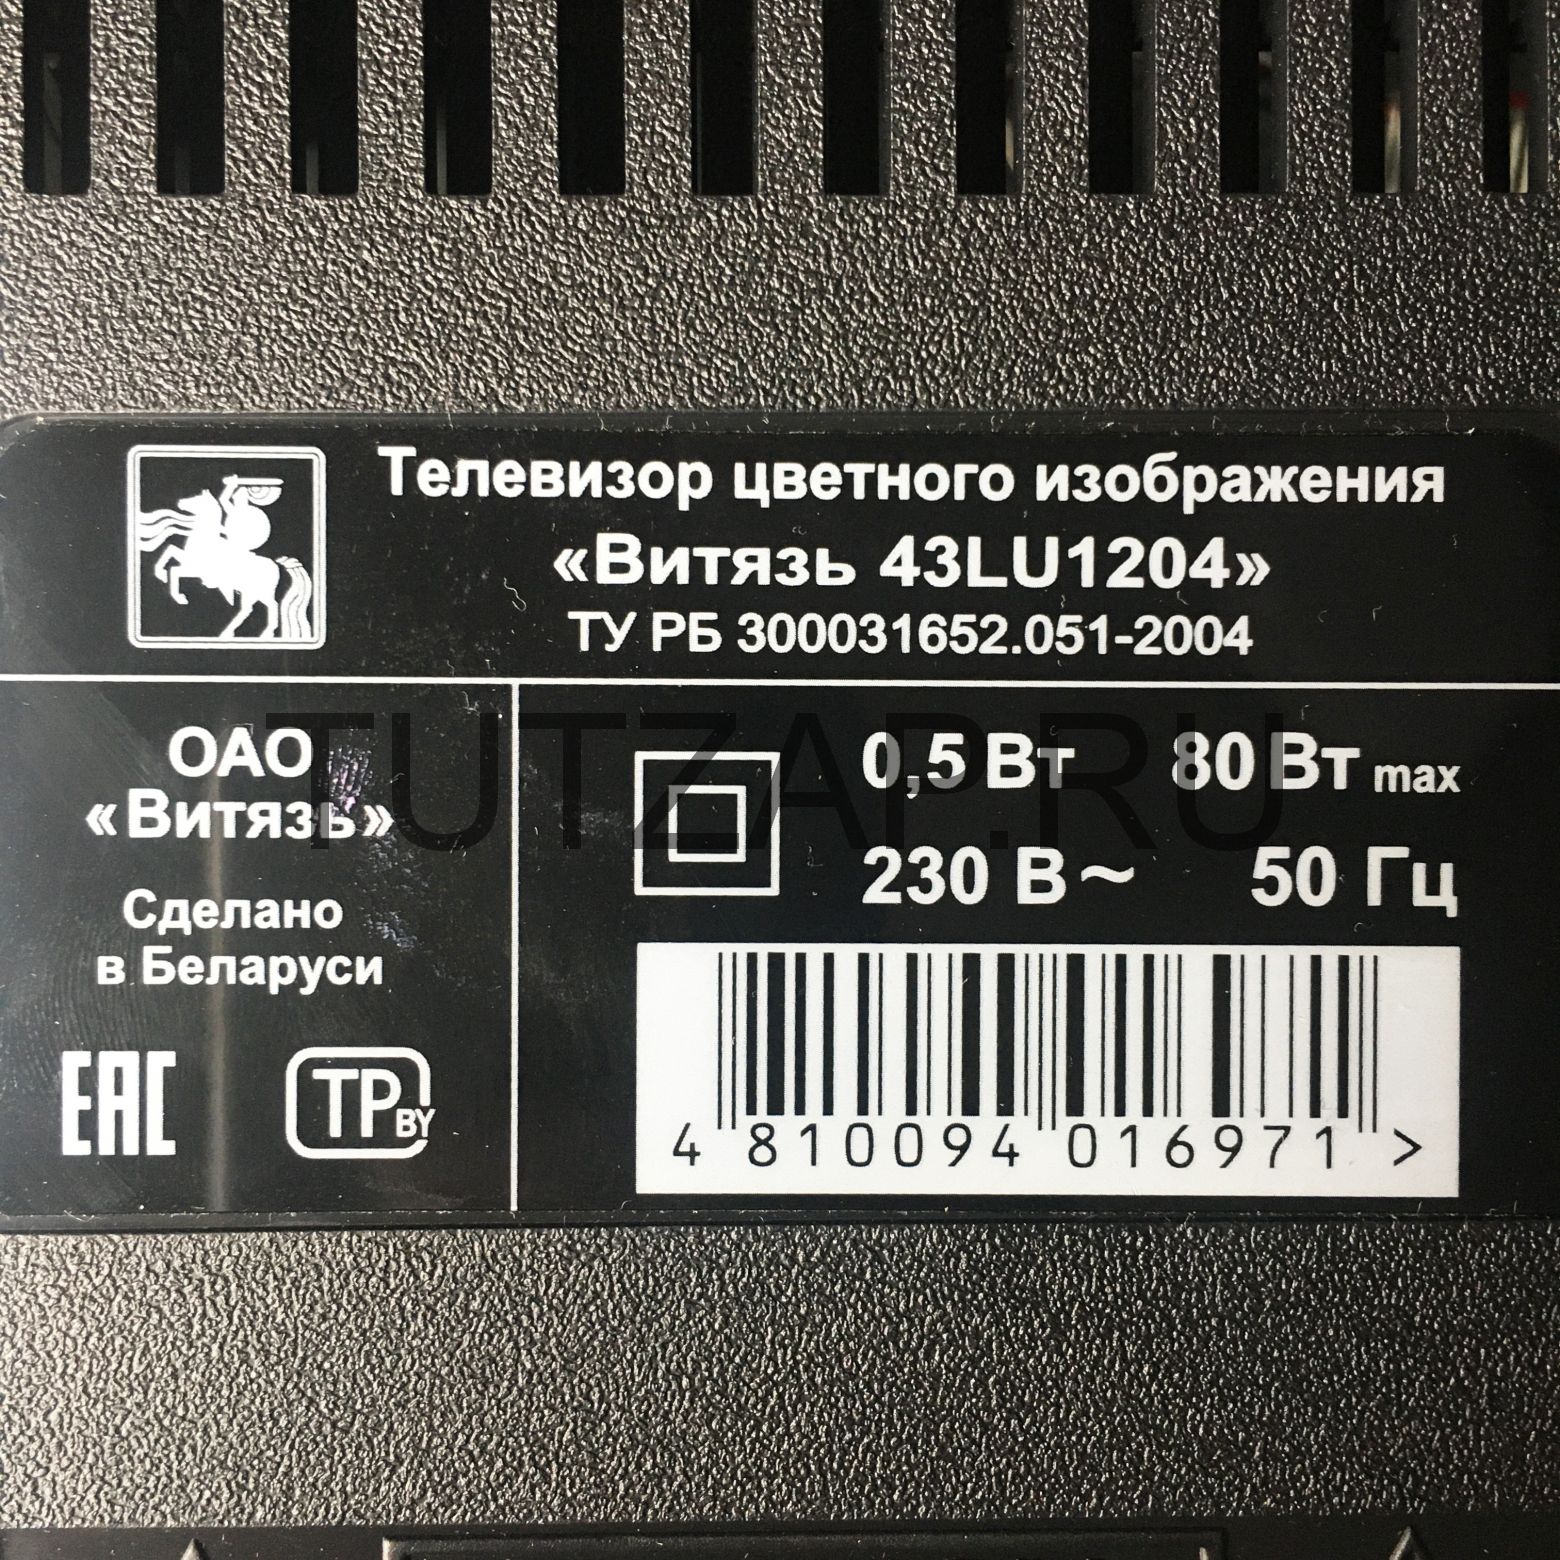 Телевизор цветного изображения
«Витязь 43LU1204»
ТУ РБ 300031652.051-2004
ОАО
«Витязь»
Сделано
в Беларуси
EAC
TP BY
0,5 Вт 80 Вт max
230 В ~ 50 Гц
4 810094 016971 >
TUTZAP.RU